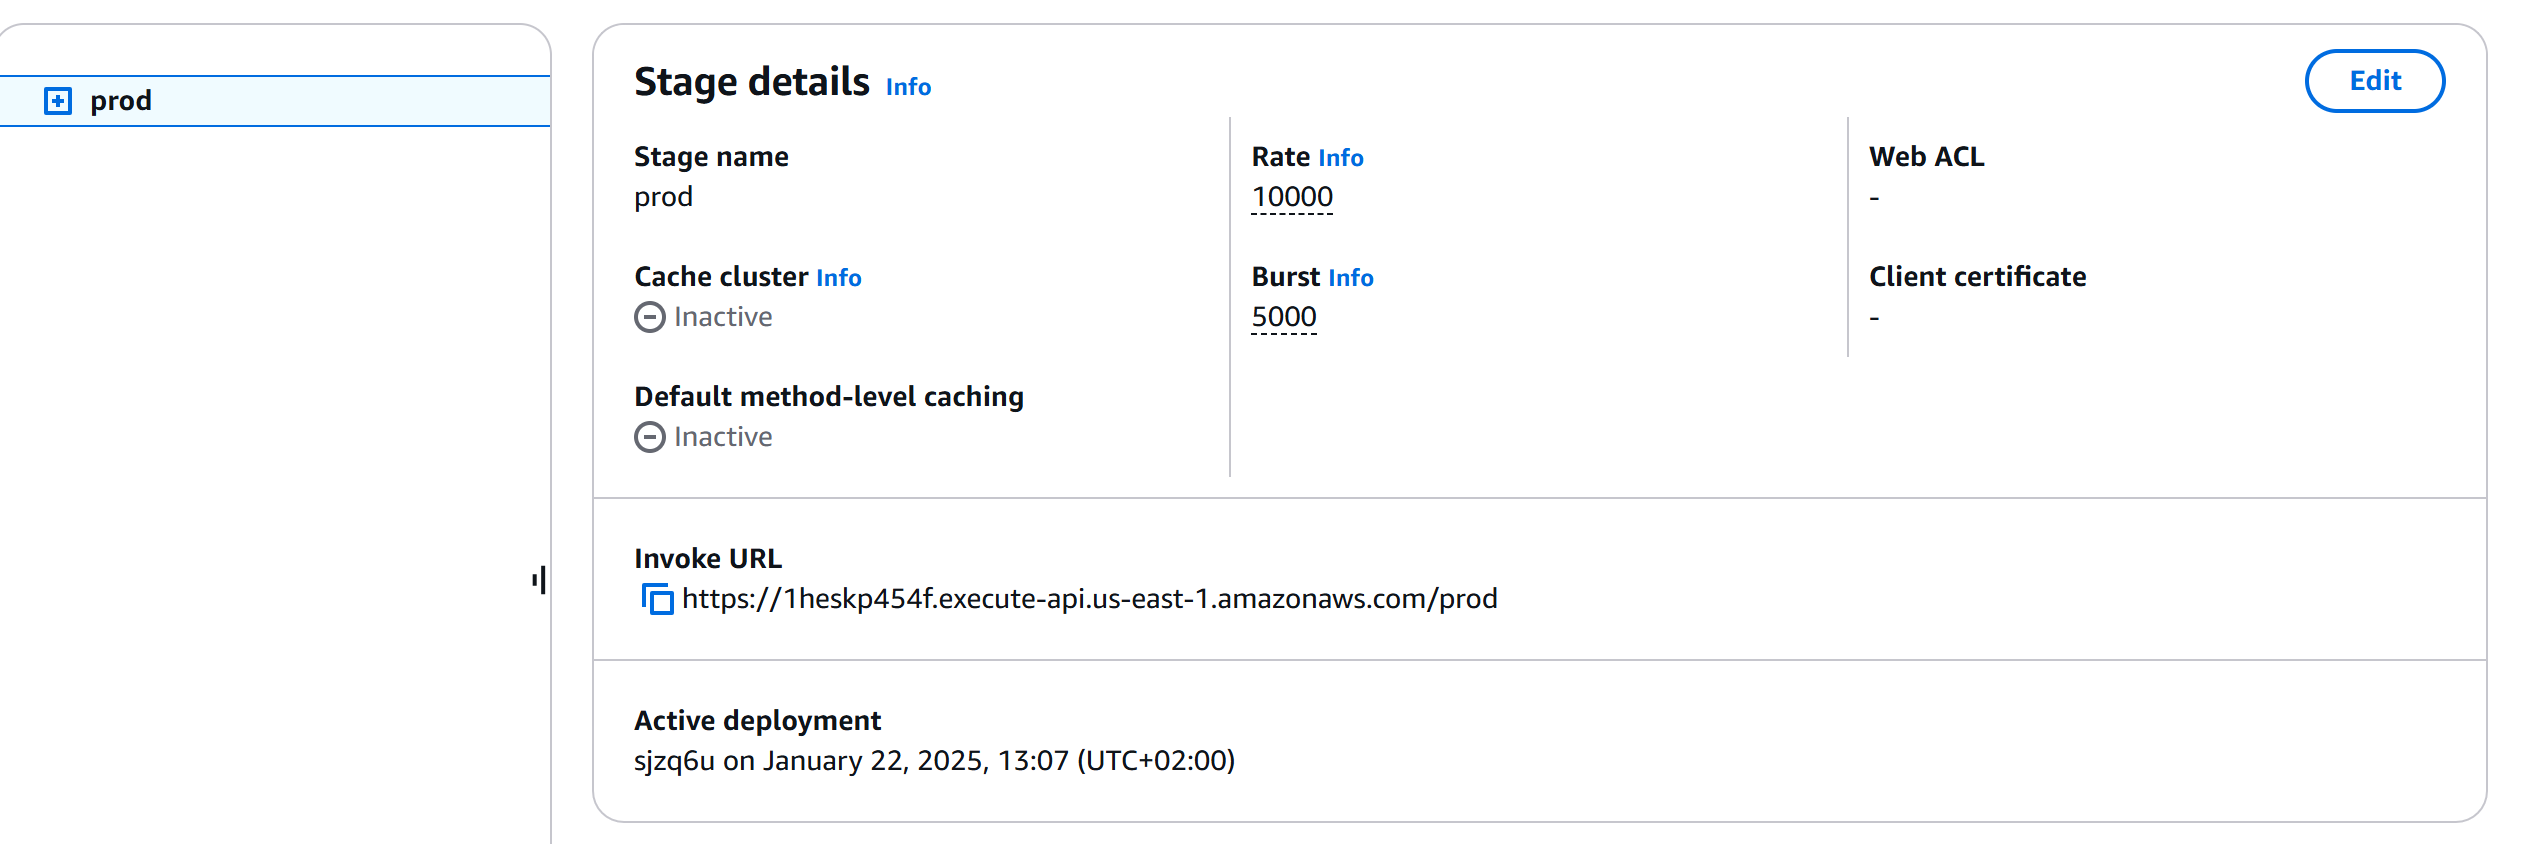 prod
Stage details Info
Edit
Stage name
prod
Rate Info
10000
Web ACL
-
Cache cluster Info
Inactive
Burst Info
5000
Client certificate
-
Default method-level caching
Inactive
Invoke URL
https://1heskp454f.execute-api.us-east-1.amazonaws.com/prod
Active deployment
sjzq6u on January 22, 2025, 13:07 (UTC+02:00)